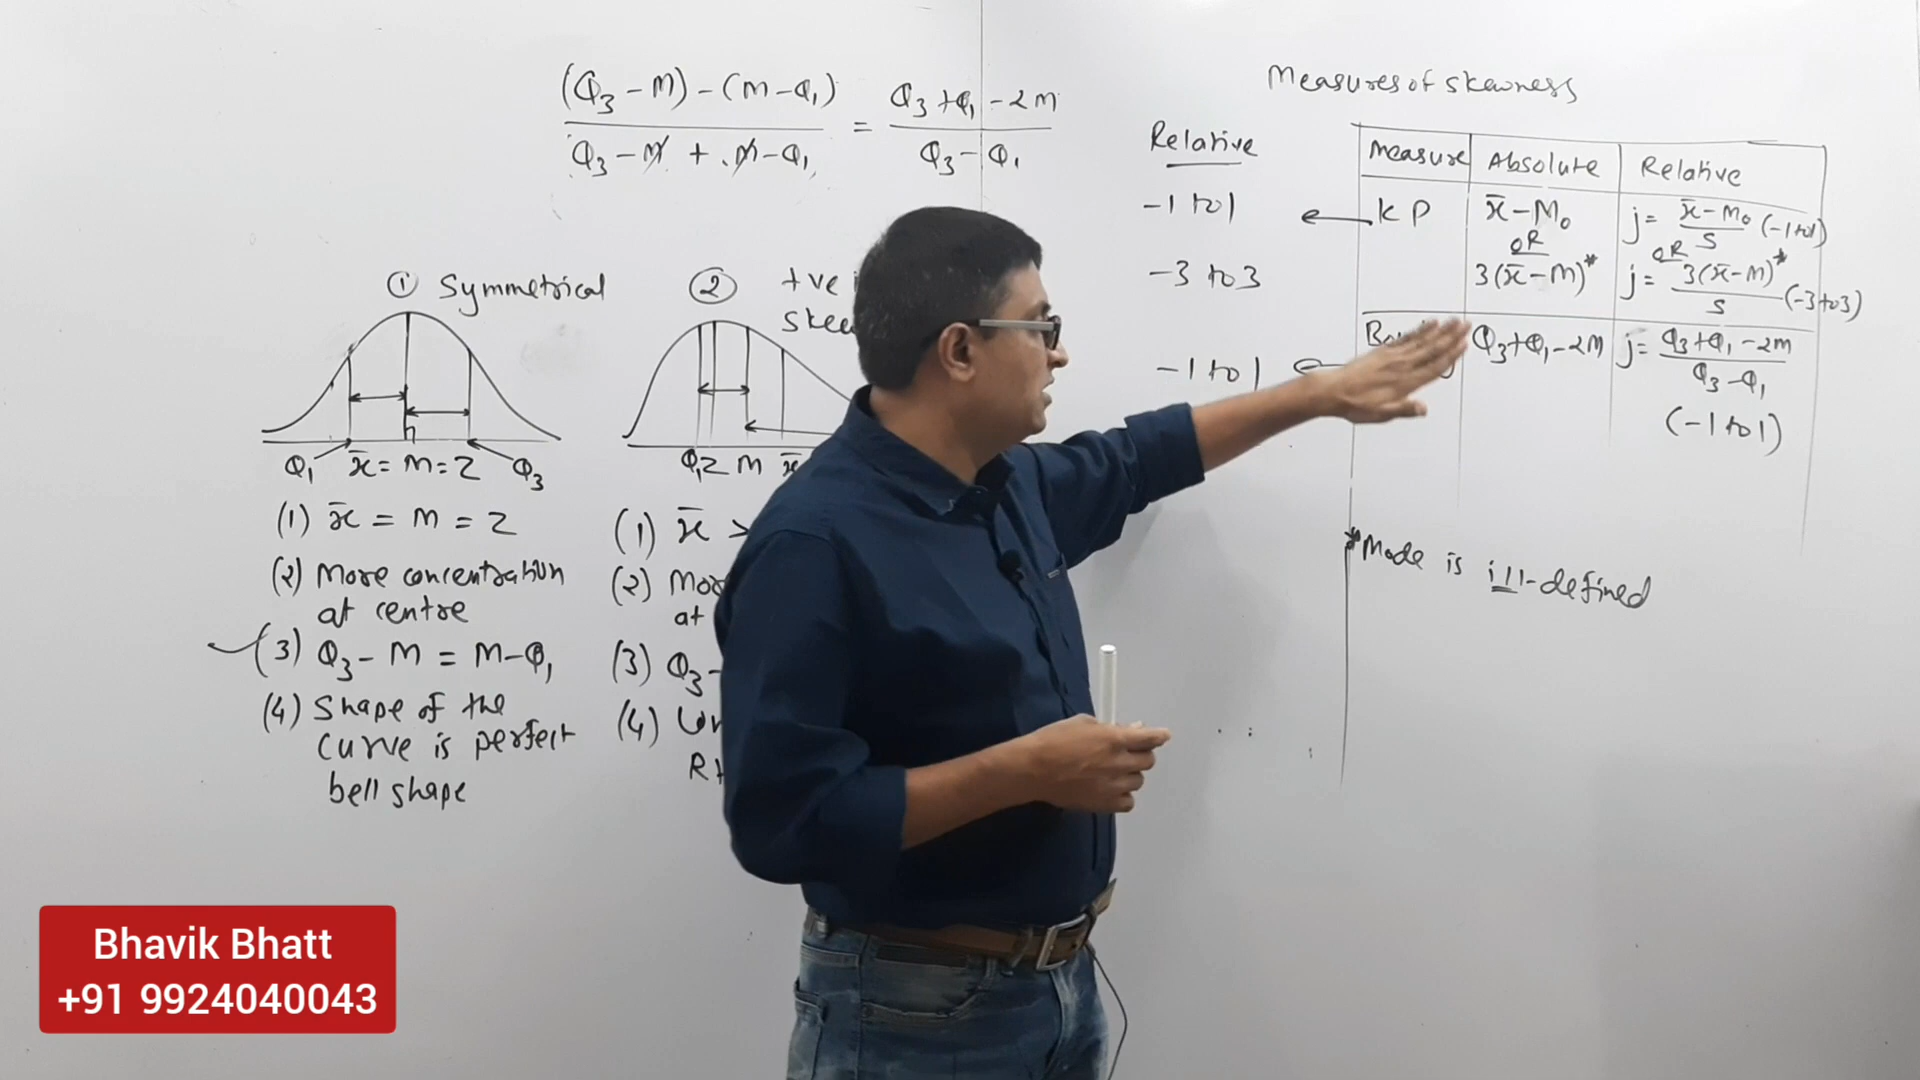 (Q₃ - M) - (M - Q₁) / Q₃ - M + M - Q₁ = Q₃ + Q₁ - 2M / Q₃ - Q₁
① Symmetrical
Q₁ x̄ = M = Z Q₃
(1) x̄ = M = Z
(2) More concentration
at centre
(3) Q₃ - M = M - Q₁
(4) Shape of the
curve is perfect
bell shape
② +ve
Q₁ Z M x̄
(1) x̄ >
(2)
at
(3) Q₃ -
(4)
Measures of skewness
Relative
-1 to 1
-3 to 3
-1 to 1
Measure Absolute Relative
KP x̄ - M₀ j = x̄ - M₀ / S (-1 to 1)
OR OR
3(x̄ - M)* j = 3(x̄ - M)* / S (-3 to 3)
Q₃ + Q₁ - 2M j = Q₃ + Q₁ - 2M / Q₃ - Q₁
(-1 to 1)
*Mode is ill-defined
Bhavik Bhatt
+91 9924040043